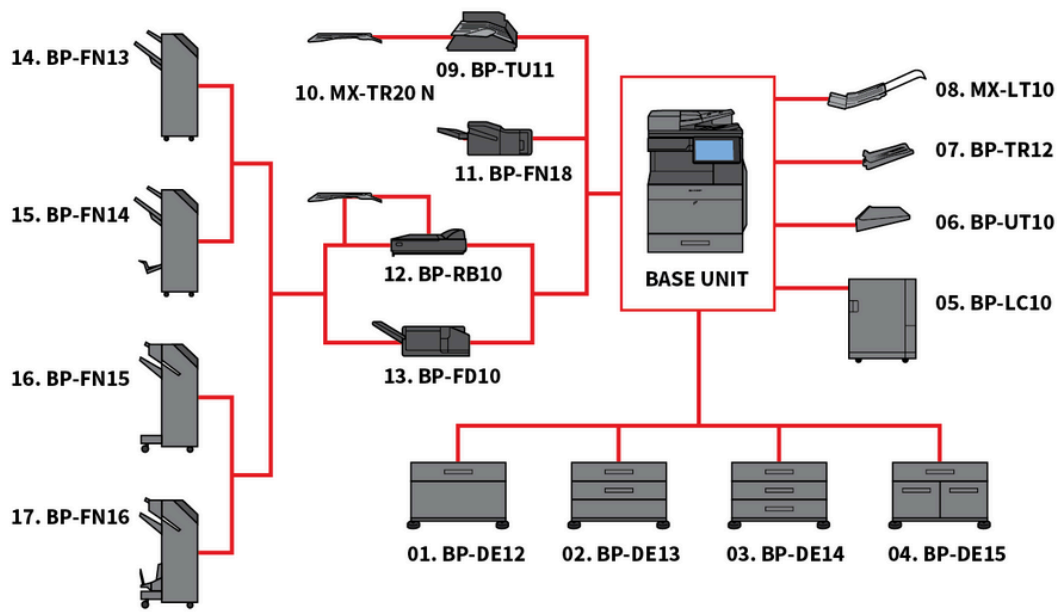 14. BP-FN13
10. MX-TR20 N
09. BP-TU11
08. MX-LT10
07. BP-TR12
11. BP-FN18
15. BP-FN14
06. BP-UT10
12. BP-RB10
BASE UNIT
05. BP-LC10
16. BP-FN15
13. BP-FD10
17. BP-FN16
01. BP-DE12
02. BP-DE13
03. BP-DE14
04. BP-DE15